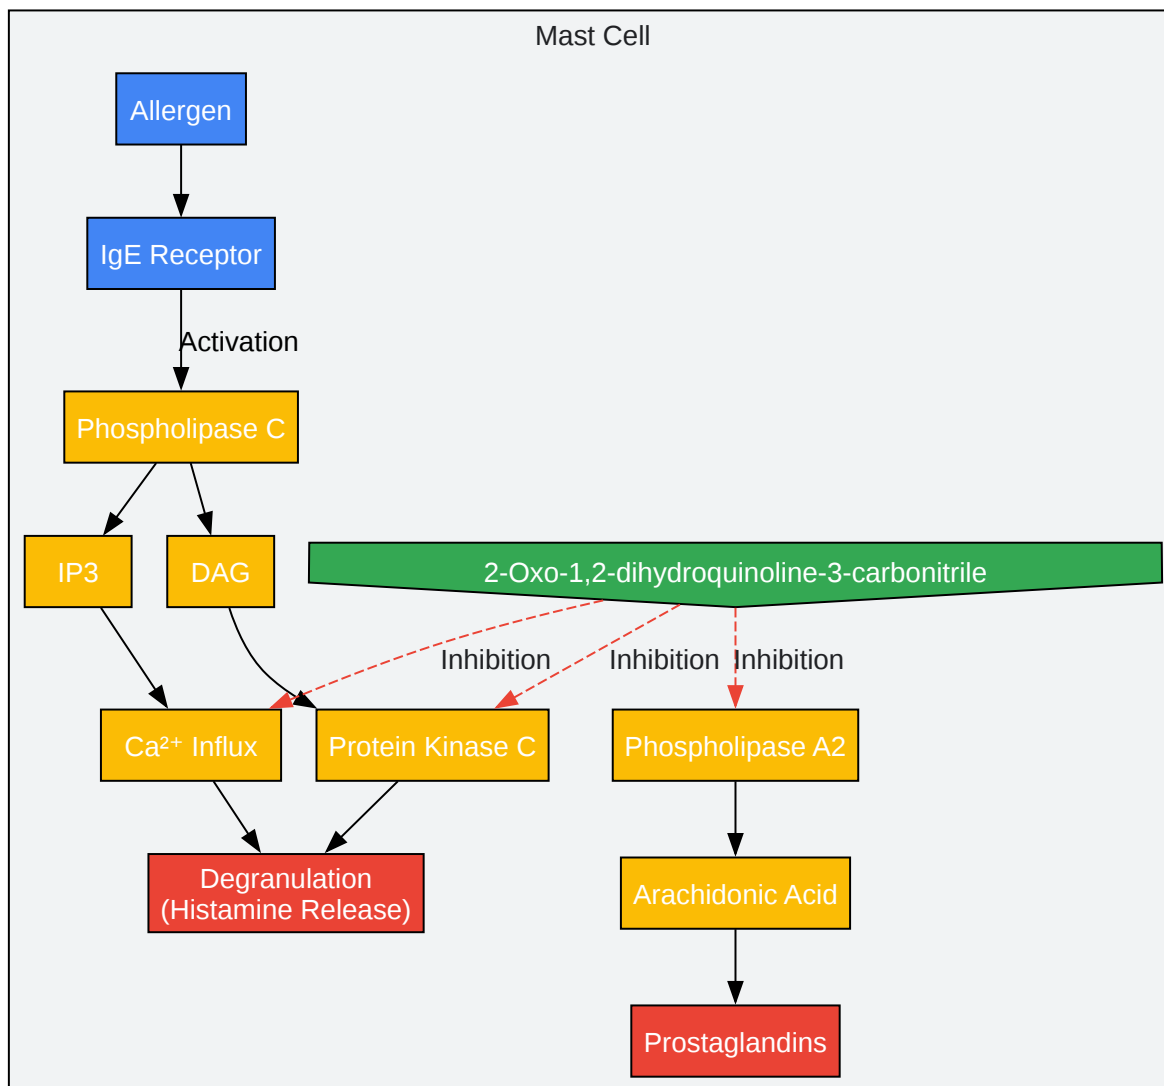 Mast Cell
Allergen
IgE Receptor
Activation
Phospholipase C
IP3
DAG
2-Oxo-1,2-dihydroquinoline-3-carbonitrile
Inhibition
Inhibition
Inhibition
Ca²⁺ Influx
Protein Kinase C
Phospholipase A2
Degranulation
(Histamine Release)
Arachidonic Acid
Prostaglandins